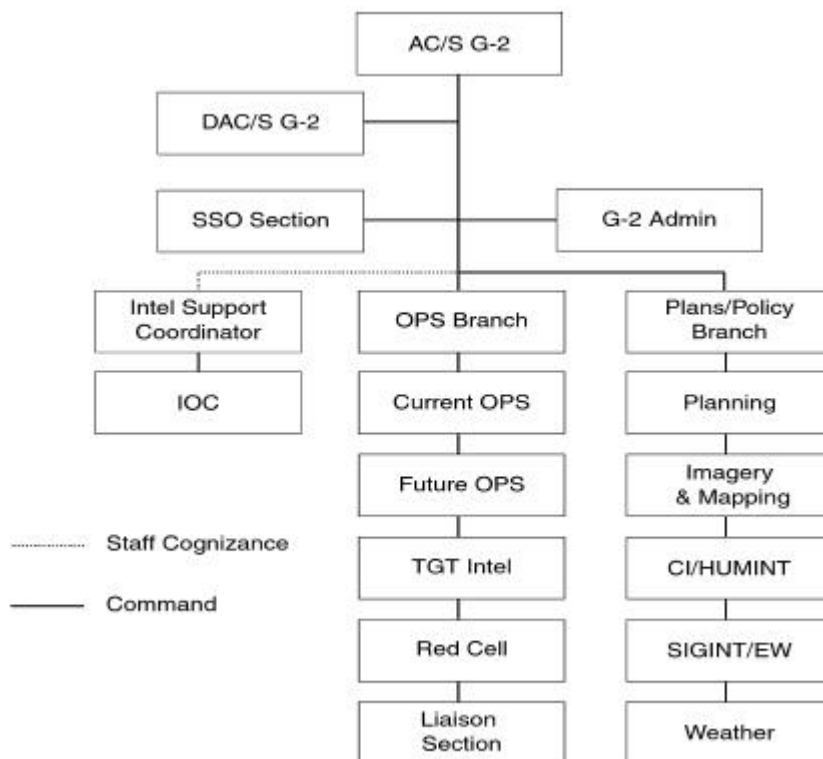 AC/S G-2
DAC/S G-2
SSO Section
G-2 Admin
Intel Support
Coordinator
OPS Branch
Plans/Policy
Branch
IOC
Current OPS
Planning
Future OPS
Imagery
& Mapping
Staff Cognizance
TGT Intel
CI/HUMINT
Command
Red Cell
SIGINT/EW
Liaison
Section
Weather